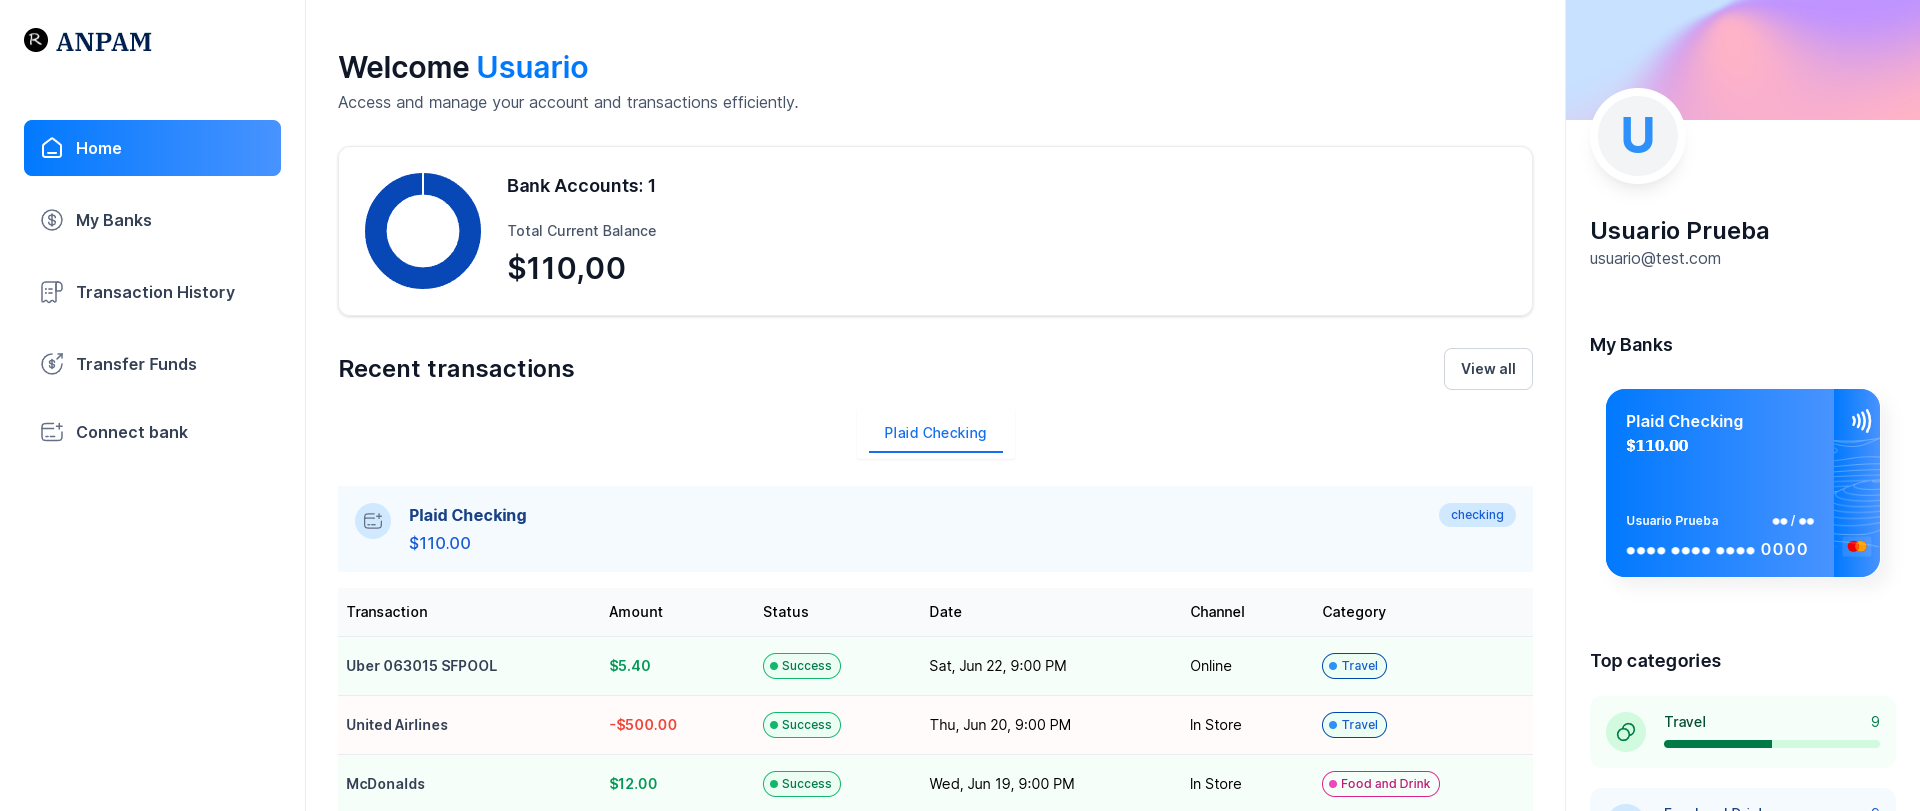 R ANPAM
Home
My Banks
Transaction History
Transfer Funds
Connect bank
Welcome Usuario
Access and manage your account and transactions efficiently.
Bank Accounts: 1
Total Current Balance
$110,00
Recent transactions
View all
Plaid Checking
Plaid Checking
checking
$110.00
Transaction Amount Status Date Channel Category
Uber 063015 SFPOOL $5.40 Success Sat, Jun 22, 9:00 PM Online Travel
United Airlines -$500.00 Success Thu, Jun 20, 9:00 PM In Store Travel
McDonalds $12.00 Success Wed, Jun 19, 9:00 PM In Store Food and Drink
U
Usuario Prueba
usuario@test.com
My Banks
Plaid Checking
$110.00
Usuario Prueba ●● / ●●
●●●● ●●●● ●●●● 0000
Top categories
Travel 9